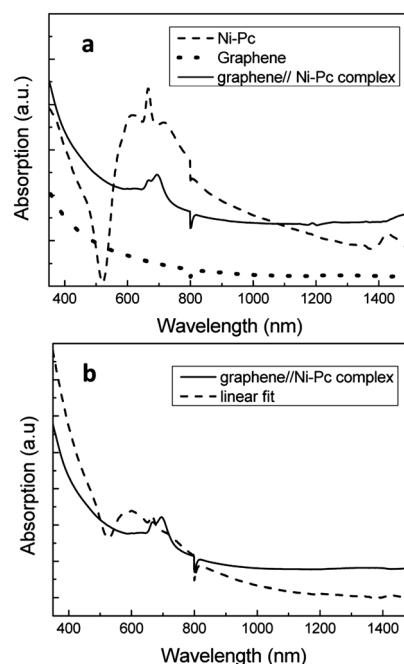 a
Ni-Pc
Graphene
graphene// Ni-Pc complex
Absorption (a.u.)
400 600 800 1000 1200 1400
Wavelength (nm)
b
graphene//Ni-Pc complex
linear fit
Absorption (a.u)
400 600 800 1000 1200 1400
Wavelength (nm)